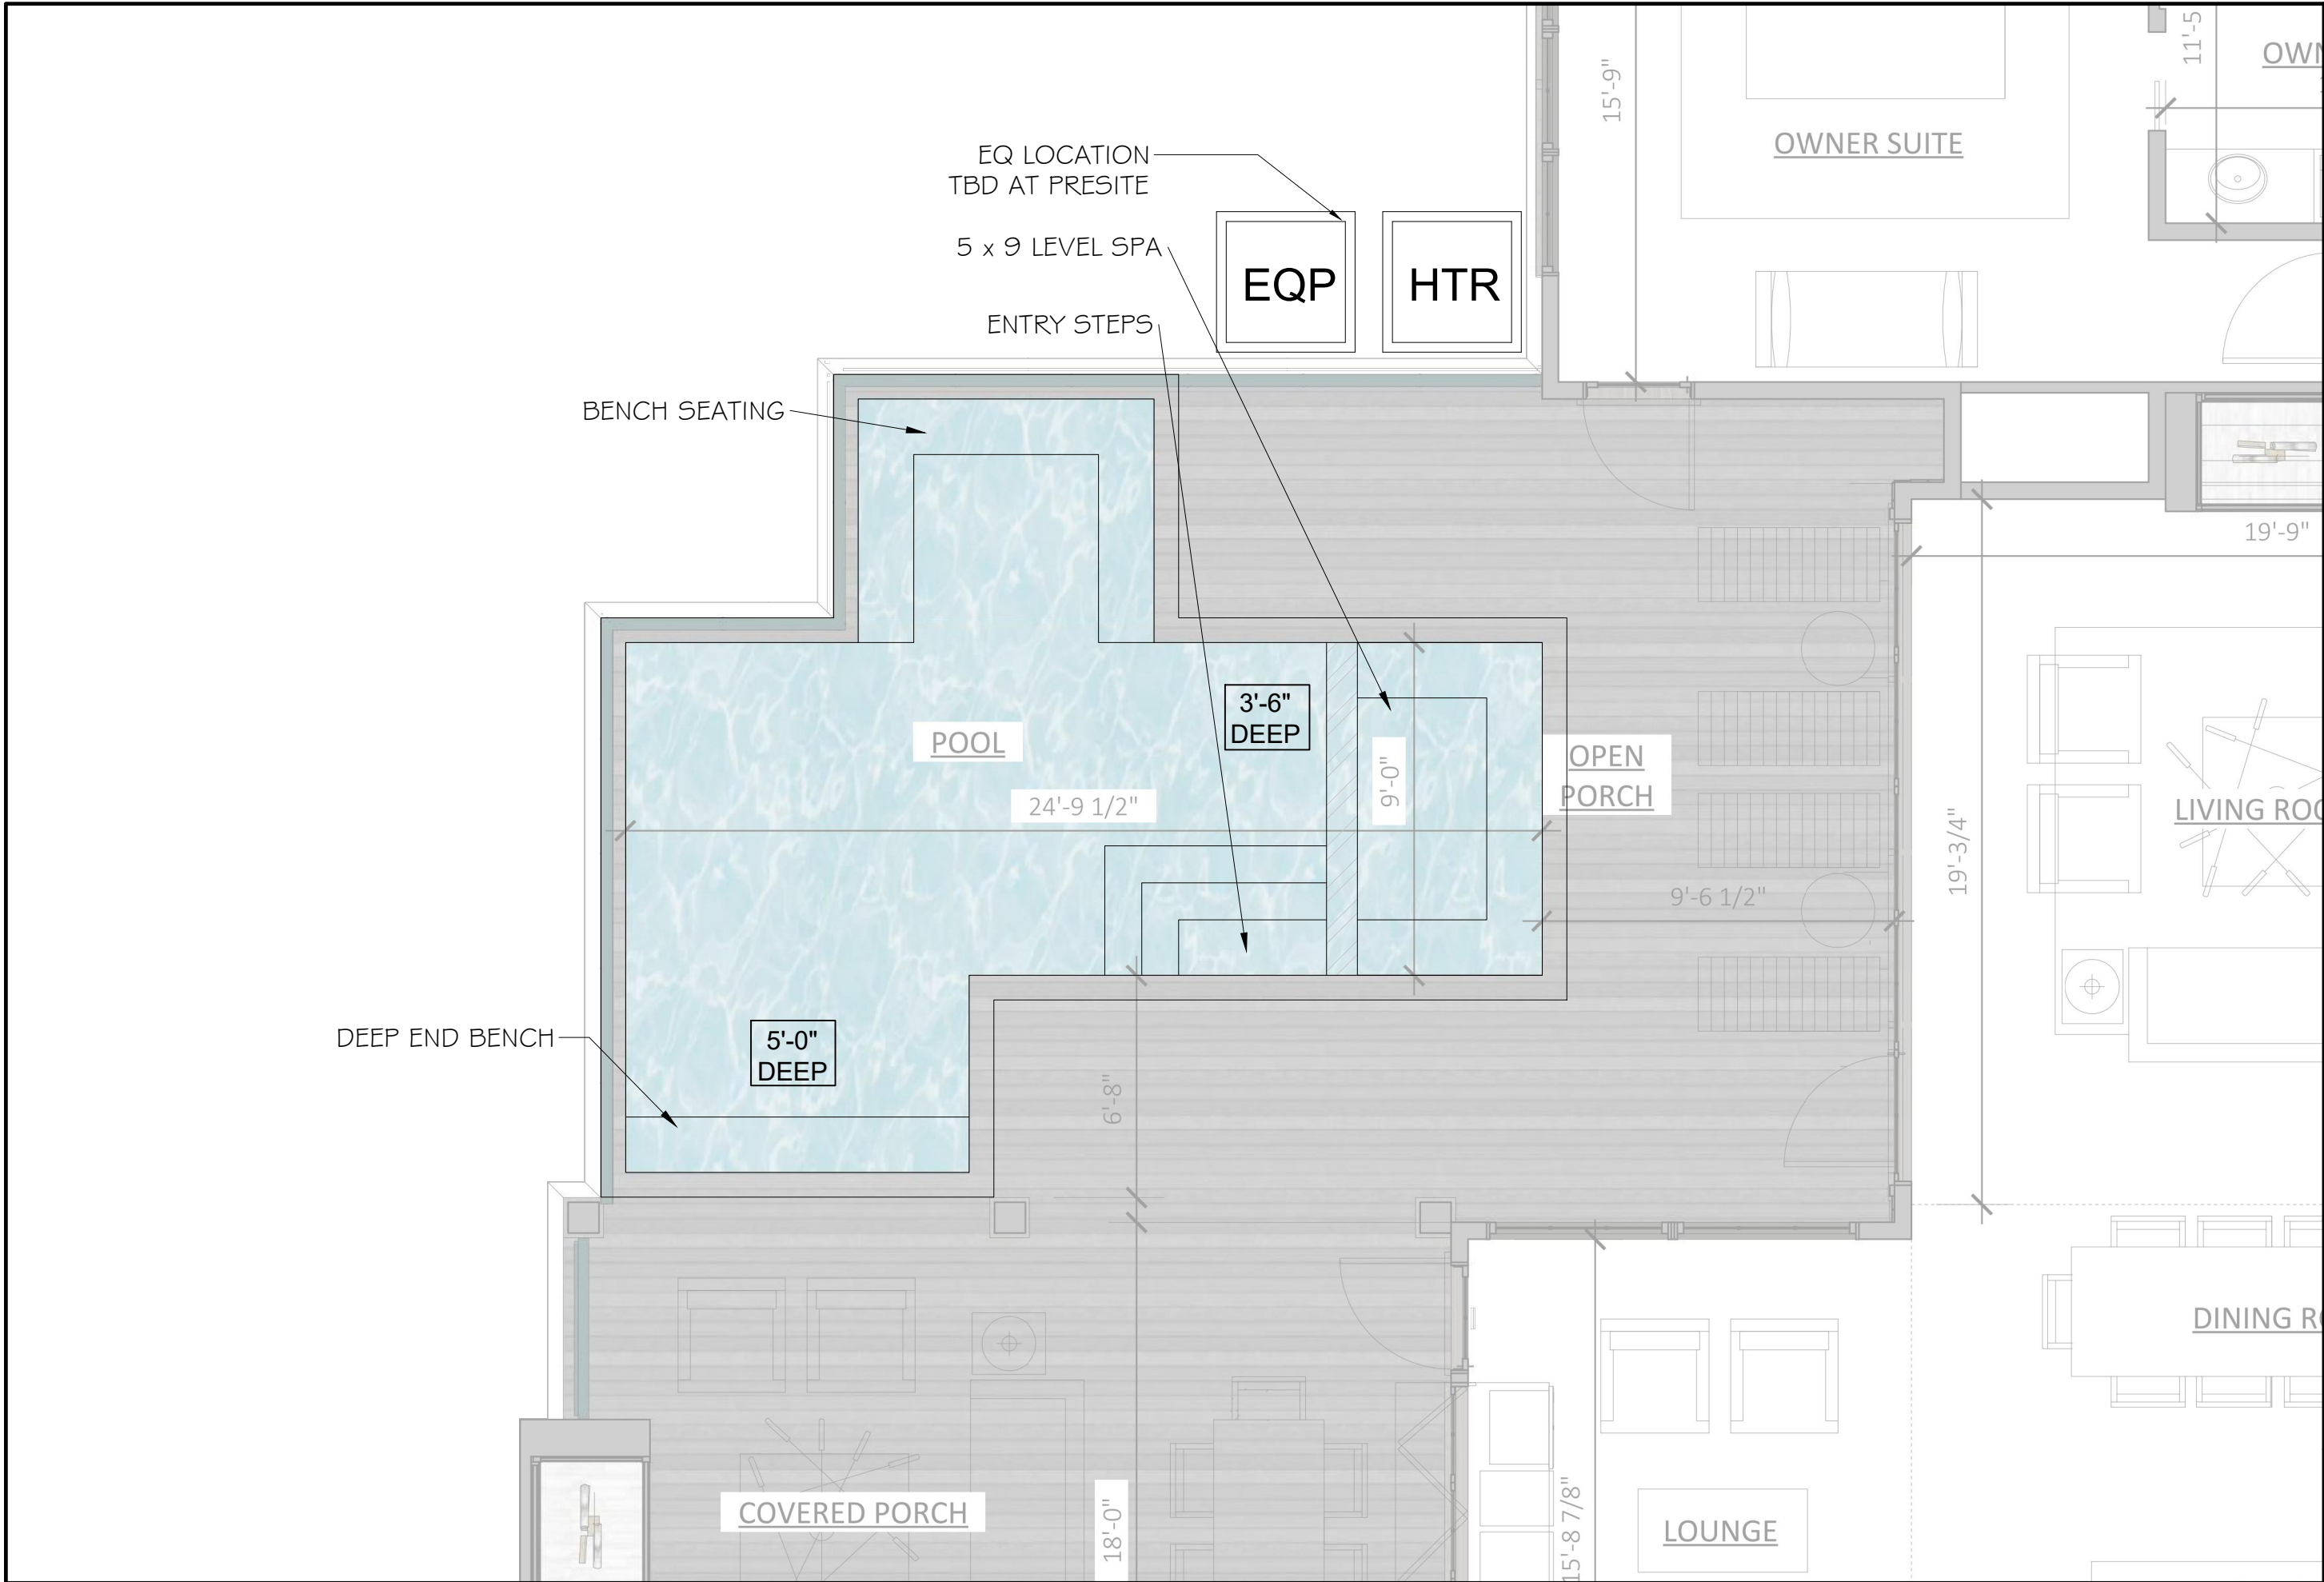 15'-9"
11'-5
OWN
OWNER SUITE
EQ LOCATION
TBD AT PRESITE
5 x 9 LEVEL SPA
EQP
HTR
ENTRY STEPS
BENCH SEATING
19'-9"
3'-6"
DEEP
POOL
OPEN
PORCH
9'-0"
24'-9 1/2"
LIVING ROO
19'-3/4"
9'-6 1/2"
DEEP END BENCH
5'-0"
DEEP
6'-8"
DINING RO
COVERED PORCH
18'-0"
15'-8 7/8"
LOUNGE